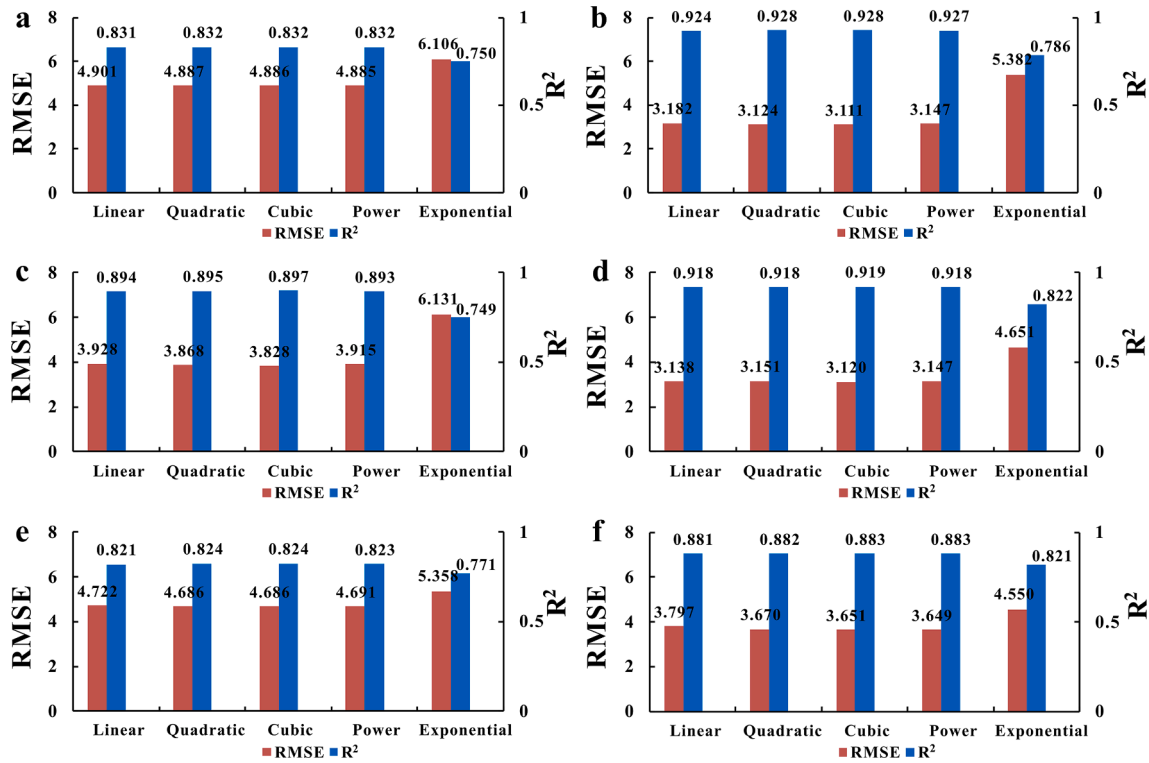 a
8
6
4
2
0
RMSE
0.831 0.832 0.832 0.832 6.106 0.750
4.901 4.887 4.886 4.885
1
0.5
0
R²
Linear Quadratic Cubic Power Exponential
RMSE R²
b
8
6
4
2
0
RMSE
0.924 0.928 0.928 0.927 0.786
3.182 3.124 3.111 3.147 5.382
1
0.5
0
R²
Linear Quadratic Cubic Power Exponential
RMSE R²
c
8
6
4
2
0
RMSE
0.894 0.895 0.897 0.893 6.131 0.749
3.928 3.868 3.828 3.915
1
0.5
0
R²
Linear Quadratic Cubic Power Exponential
RMSE R²
d
8
6
4
2
0
RMSE
0.918 0.918 0.919 0.918 0.822
3.138 3.151 3.120 3.147 4.651
1
0.5
0
R²
Linear Quadratic Cubic Power Exponential
RMSE R²
e
8
6
4
2
0
RMSE
0.821 0.824 0.824 0.823 0.771
4.722 4.686 4.686 4.691 5.358
1
0.5
0
R²
Linear Quadratic Cubic Power Exponential
RMSE R²
f
8
6
4
2
0
RMSE
0.881 0.882 0.883 0.883 0.821
3.797 3.670 3.651 3.649 4.550
1
0.5
0
R²
Linear Quadratic Cubic Power Exponential
RMSE R²